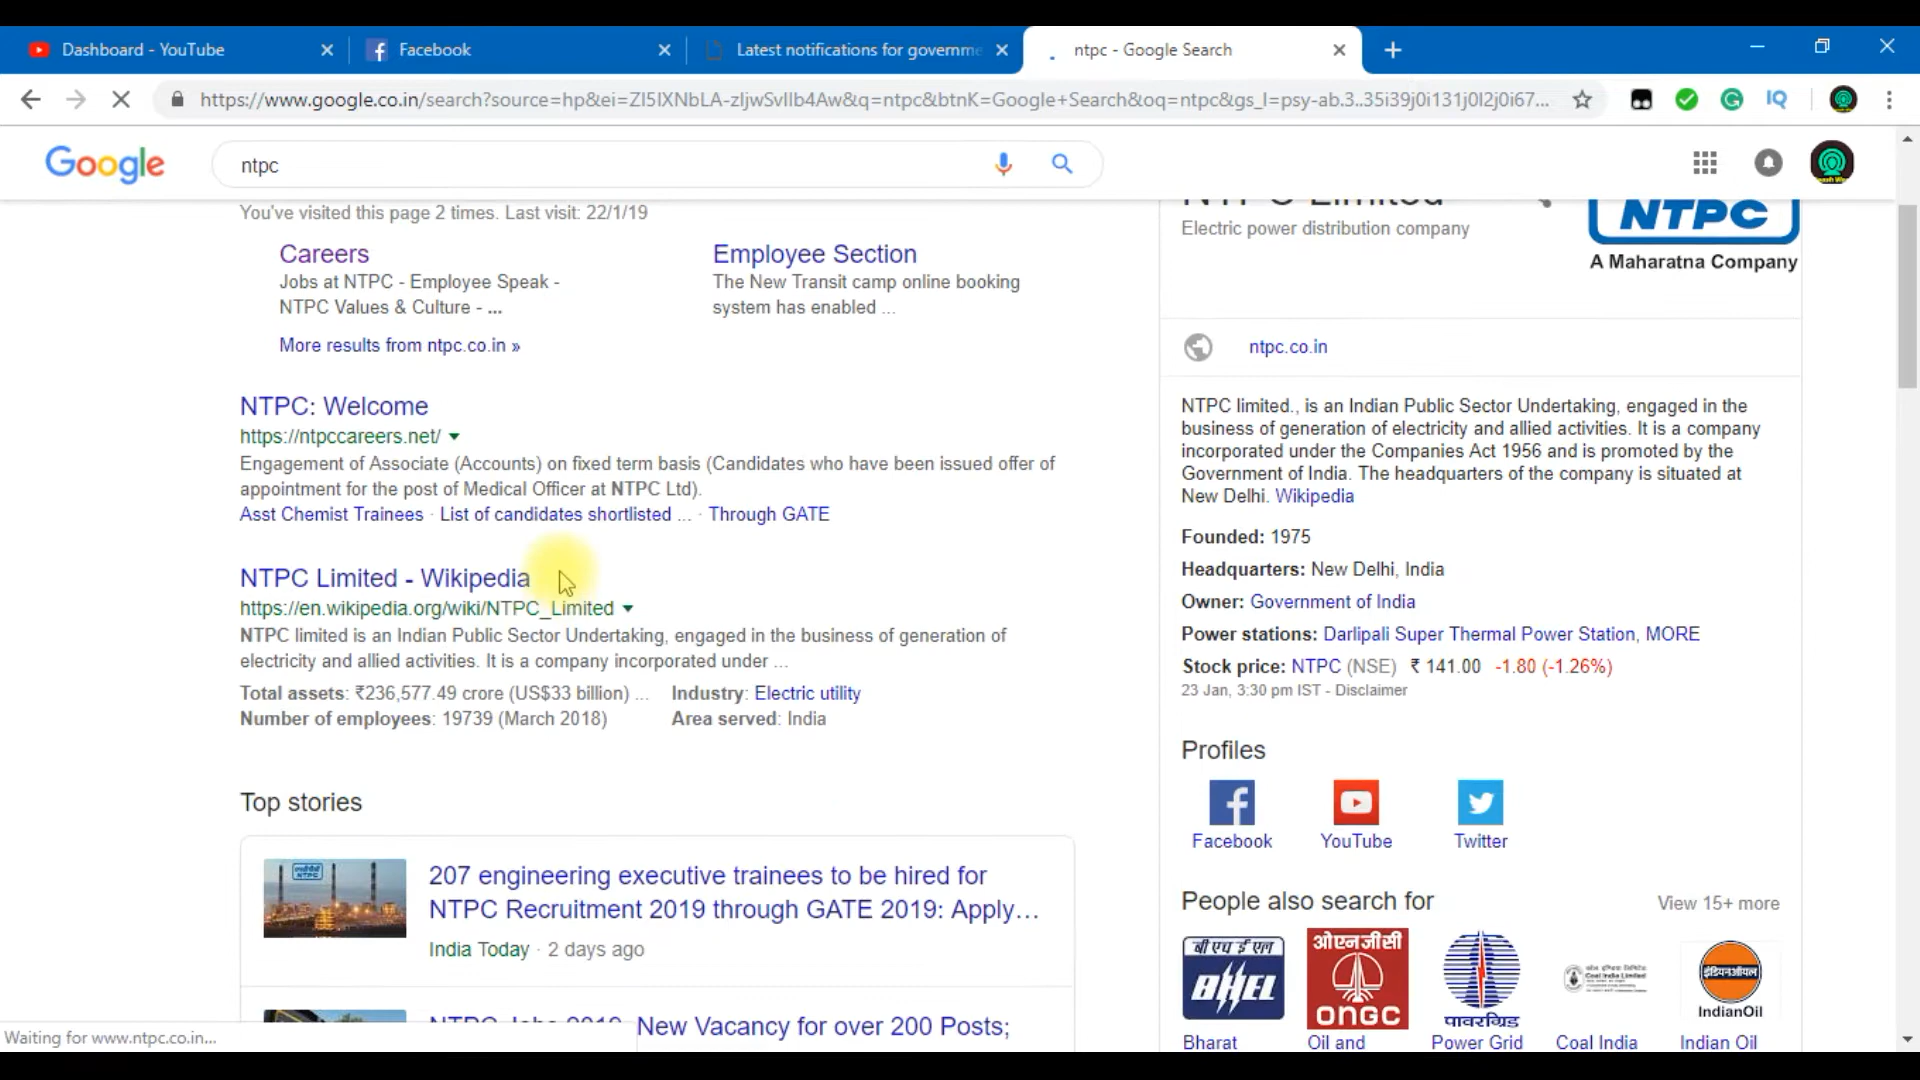 Dashboard - YouTube
Facebook
Latest notifications for governme
ntpc - Google Search
https://www.google.co.in/search?source=hp&ei=ZI5IXNbLA-zIjwSvIIb4Aw&q=ntpc&btnK=Google+Search&oq=ntpc&gs_l=psy-ab.3..35i39j0i131j0l2j0i67...
Google
ntpc
You've visited this page 2 times. Last visit: 22/1/19
Careers
Jobs at NTPC - Employee Speak -
NTPC Values & Culture - ...
Employee Section
The New Transit camp online booking
system has enabled ...
More results from ntpc.co.in »
NTPC: Welcome
https://ntpccareers.net/
Engagement of Associate (Accounts) on fixed term basis (Candidates who have been issued offer of
appointment for the post of Medical Officer at NTPC Ltd).
Asst Chemist Trainees · List of candidates shortlisted ... · Through GATE
NTPC Limited - Wikipedia
https://en.wikipedia.org/wiki/NTPC_Limited
NTPC limited is an Indian Public Sector Undertaking, engaged in the business of generation of
electricity and allied activities. It is a company incorporated under ...
Total assets: ₹236,577.49 crore (US$33 billion) ... Industry: Electric utility
Number of employees: 19739 (March 2018) Area served: India
Top stories
207 engineering executive trainees to be hired for
NTPC Recruitment 2019 through GATE 2019: Apply...
India Today · 2 days ago
NTPC Jobs 2019: New Vacancy for over 200 Posts;
Waiting for www.ntpc.co.in...
NTPC Limited
Electric power distribution company
NTPC
A Maharatna Company
ntpc.co.in
NTPC limited., is an Indian Public Sector Undertaking, engaged in the
business of generation of electricity and allied activities. It is a company
incorporated under the Companies Act 1956 and is promoted by the
Government of India. The headquarters of the company is situated at
New Delhi. Wikipedia
Founded: 1975
Headquarters: New Delhi, India
Owner: Government of India
Power stations: Darlipali Super Thermal Power Station, MORE
Stock price: NTPC (NSE) ₹ 141.00 -1.80 (-1.26%)
23 Jan, 3:30 pm IST - Disclaimer
Profiles
Facebook
YouTube
Twitter
People also search for
View 15+ more
बी एच ई एल
BHEL
ओएनजीसी
ONGC
पावरग्रिड
Coal India Limited
इंडियनऑयल
IndianOil
Bharat
Oil and
Power Grid
Coal India
Indian Oil